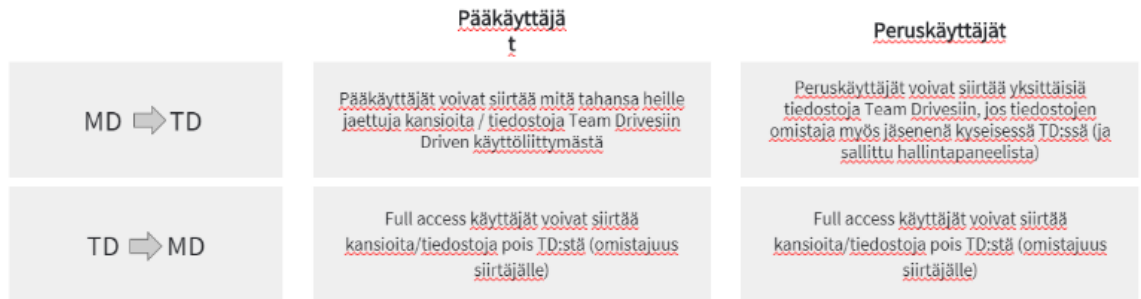 Pääkäyttäjä
t
Peruskäyttäjät
MD TD
Pääkäyttäjät voivat siirtää mitä tahansa heille
jaettuja kansioita / tiedostoja Team Drivesiin
Driven käyttöliittymästä
Peruskäyttäjät voivat siirtää yksittäisiä
tiedostoja Team Drivesiin, jos tiedostojen
omistaja myös jäsenenä kyseisessä TD:ssä (ja
sallittu hallintapaneelista)
TD MD
Full access käyttäjät voivat siirtää
kansioita/tiedostoja pois TD:stä (omistajuus
siirtäjälle)
Full access käyttäjät voivat siirtää
kansioita/tiedostoja pois TD:stä (omistajuus
siirtäjälle)